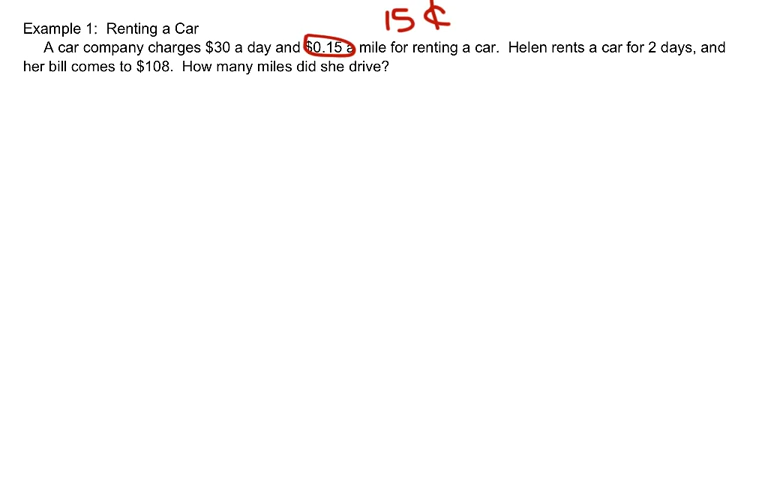 15 ¢
Example 1: Renting a Car
A car company charges $30 a day and $0.15 a mile for renting a car. Helen rents a car for 2 days, and
her bill comes to $108. How many miles did she drive?